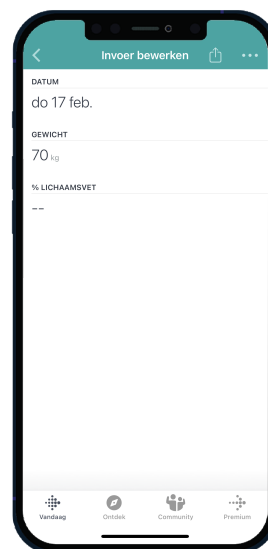 Invoer bewerken
DATUM
do 17 feb.
GEWICHT
70 kg
% LICHAAMSVET
--
Vandaag Ontdek Community Premium